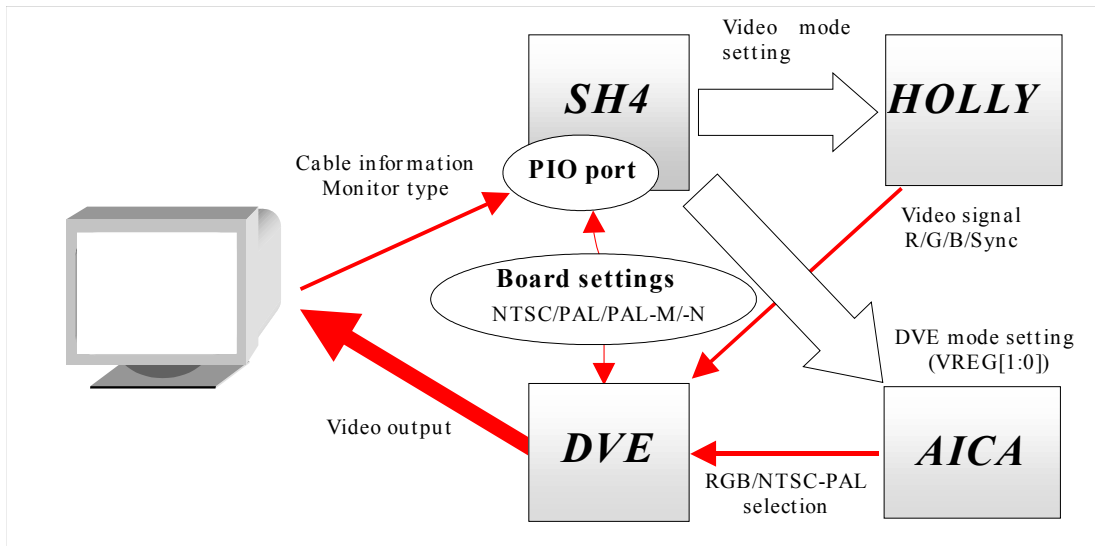 Video mode
setting
SH4
HOLLY
PIO port
Cable information
Monitor type
Video signal
R/G/B/Sync
Board settings
NTSC/PAL/PAL-M/-N
DVE mode setting
(VREG[1:0])
Video output
DVE
AICA
RGB/NTSC-PAL
selection